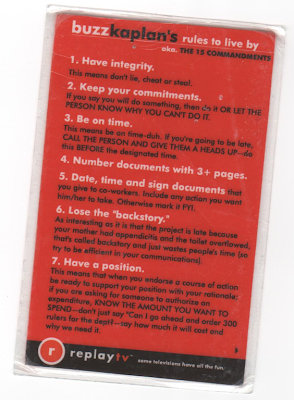 buzzkaplan's rules to live by
aka. THE 15 COMMANDMENTS
1. Have integrity.
This means don't lie, cheat or steal.
2. Keep your commitments.
If you say you will do something, then do it OR LET THE
PERSON KNOW WHY YOU CAN'T DO IT.
3. Be on time.
This means be on time-duh. If you're going to be late,
CALL THE PERSON AND GIVE THEM A HEADS UP—do
this BEFORE the designated time.
4. Number documents with 3+ pages.
5. Date, time and sign documents that
you give to co-workers. Include any action you want
him/her to take. Otherwise mark it FYI.
6. Lose the "backstory."
As interesting as it is that the project is late because
your mother had appendicitis and the toilet overflowed,
that's called backstory and just wastes people's time (so
try to be efficient in your communications).
7. Have a position.
This means that when you endorse a course of action
be ready to support your position with your rationale;
if you are asking for someone to authorize an
expenditure, KNOW THE AMOUNT YOU WANT TO
SPEND—don't just say "Can I go ahead and order 300
rulers for the dept?—say how much it will cost and
why we need it.
r replaytv™ some televisions have all the fun.